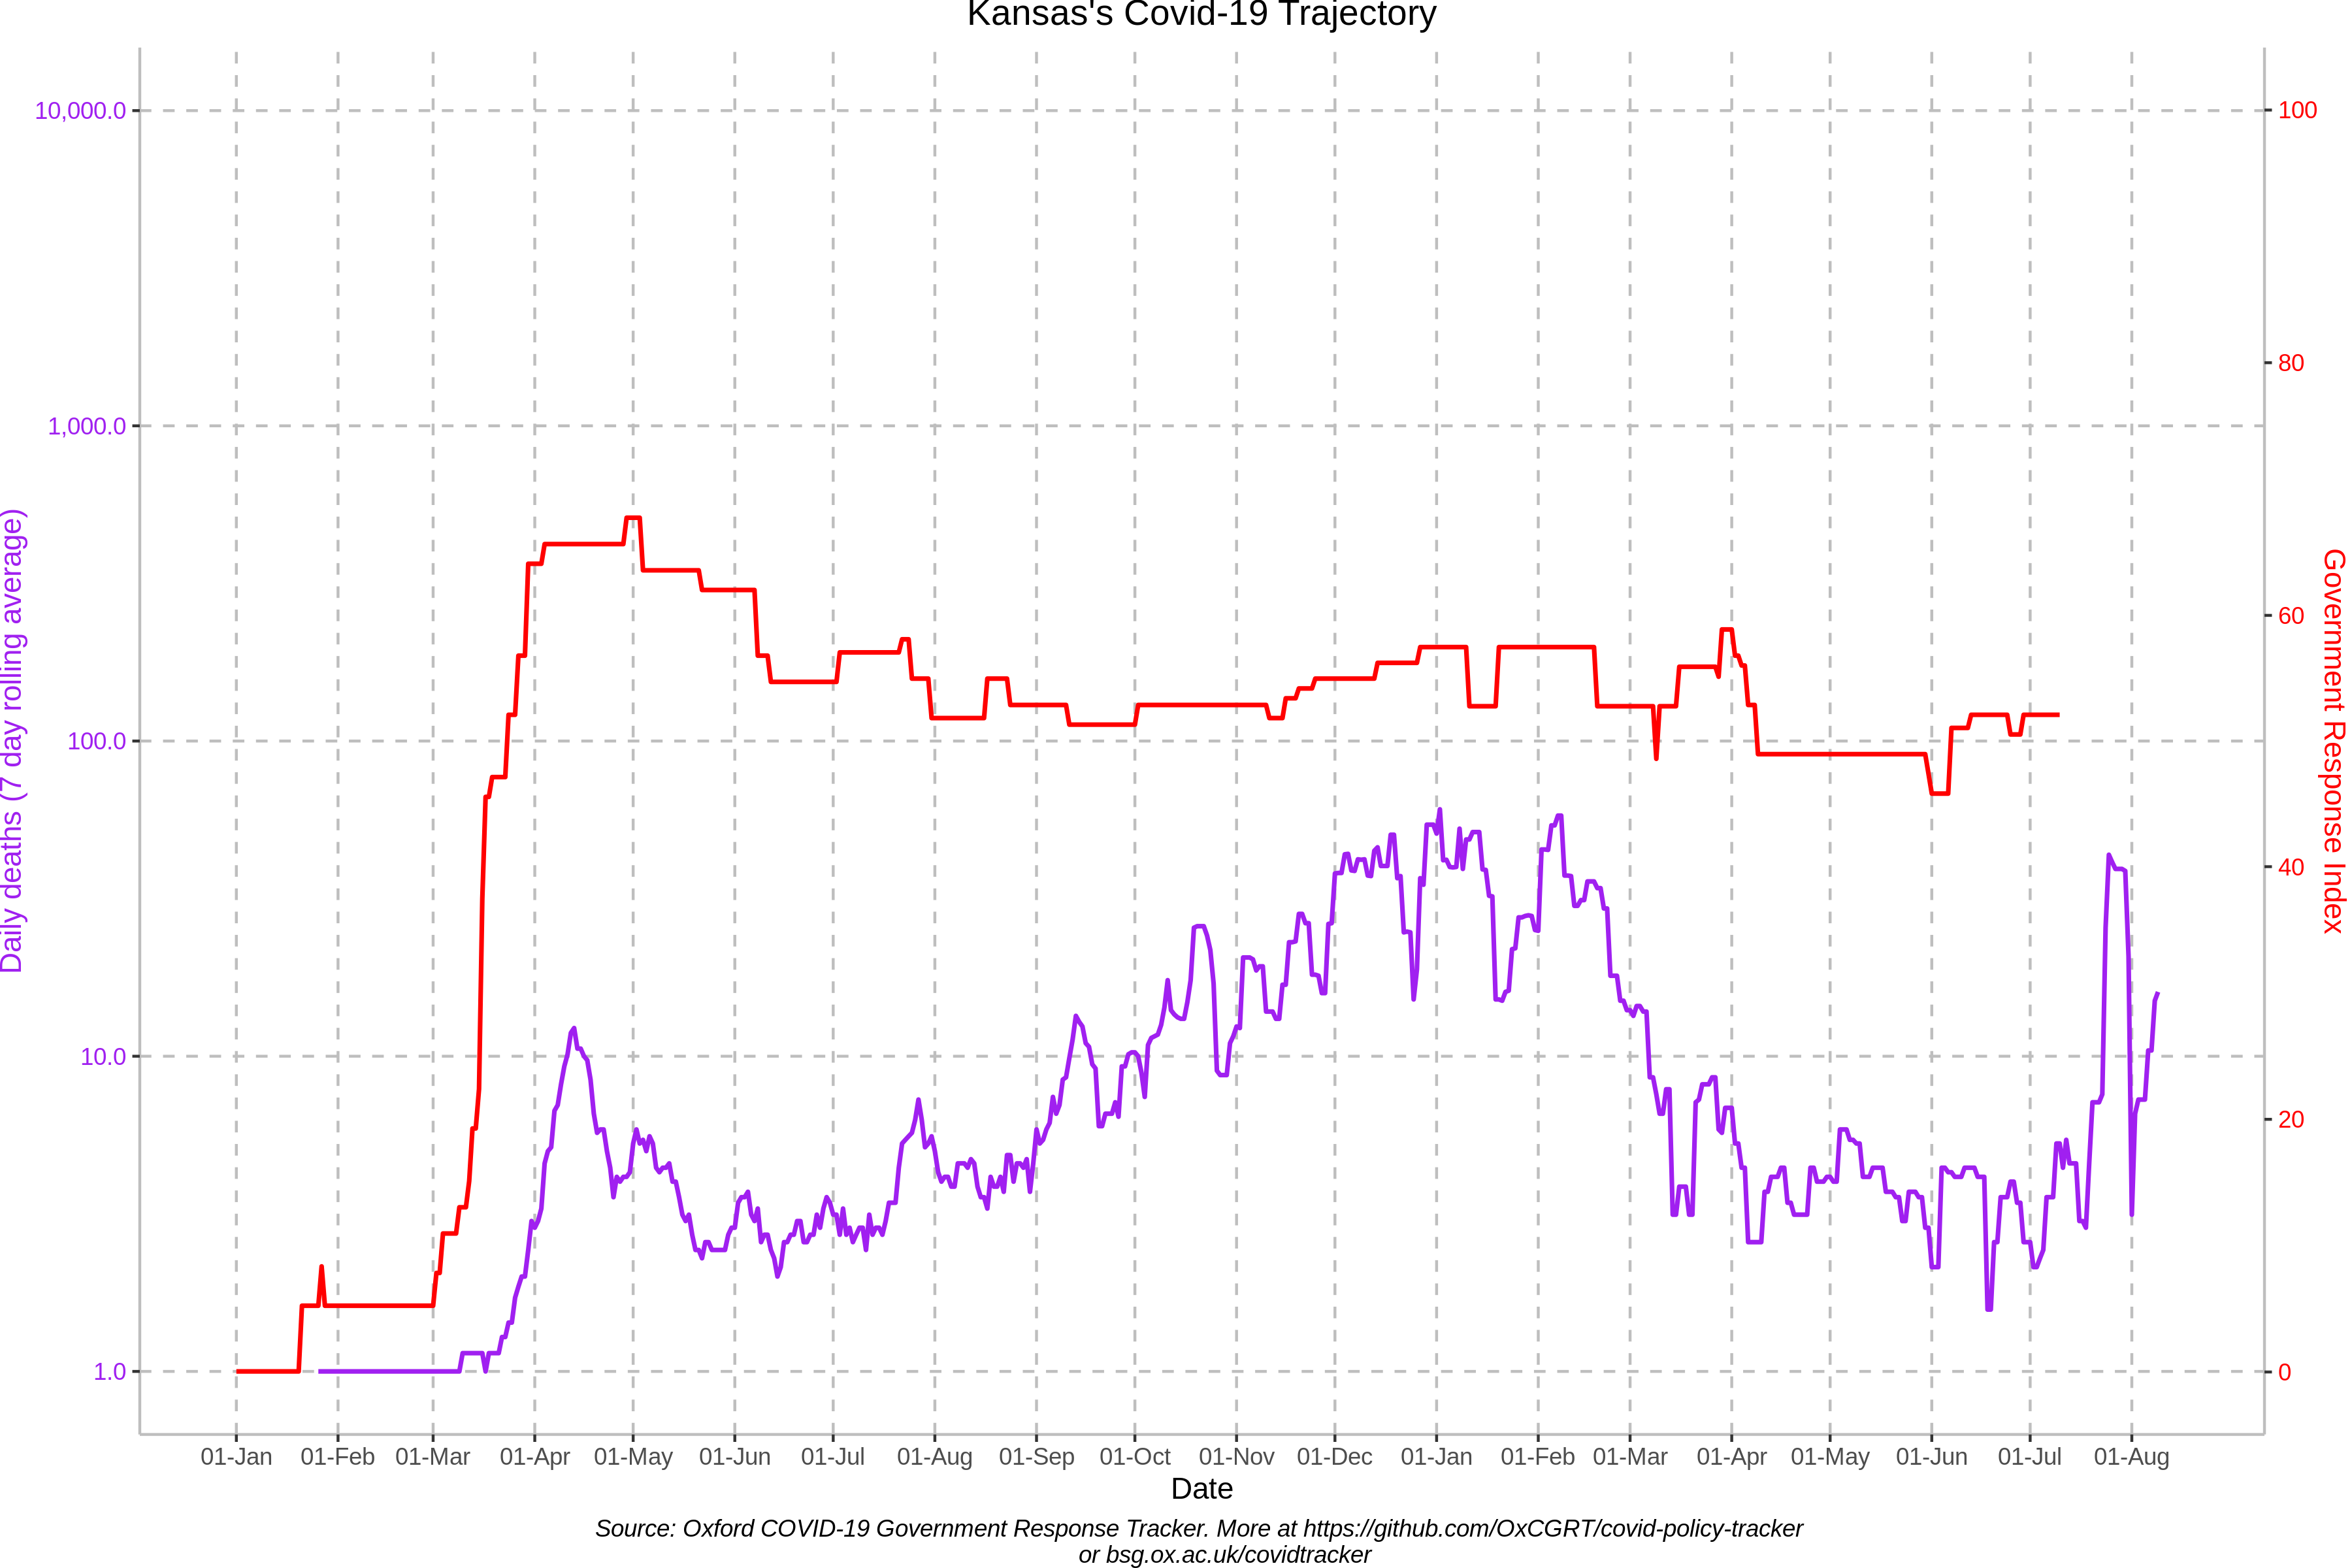 Kansas's Covid-19 Trajectory
10,000.0
1,000.0
100.0
10.0
1.0
Daily deaths (7 day rolling average)
100
80
60
40
20
0
Government Response Index
01-Jan 01-Feb 01-Mar 01-Apr 01-May 01-Jun 01-Jul 01-Aug 01-Sep 01-Oct 01-Nov 01-Dec 01-Jan 01-Feb 01-Mar 01-Apr 01-May 01-Jun 01-Jul 01-Aug
Date
Source: Oxford COVID-19 Government Response Tracker. More at https://github.com/OxCGRT/covid-policy-tracker
or bsg.ox.ac.uk/covidtracker